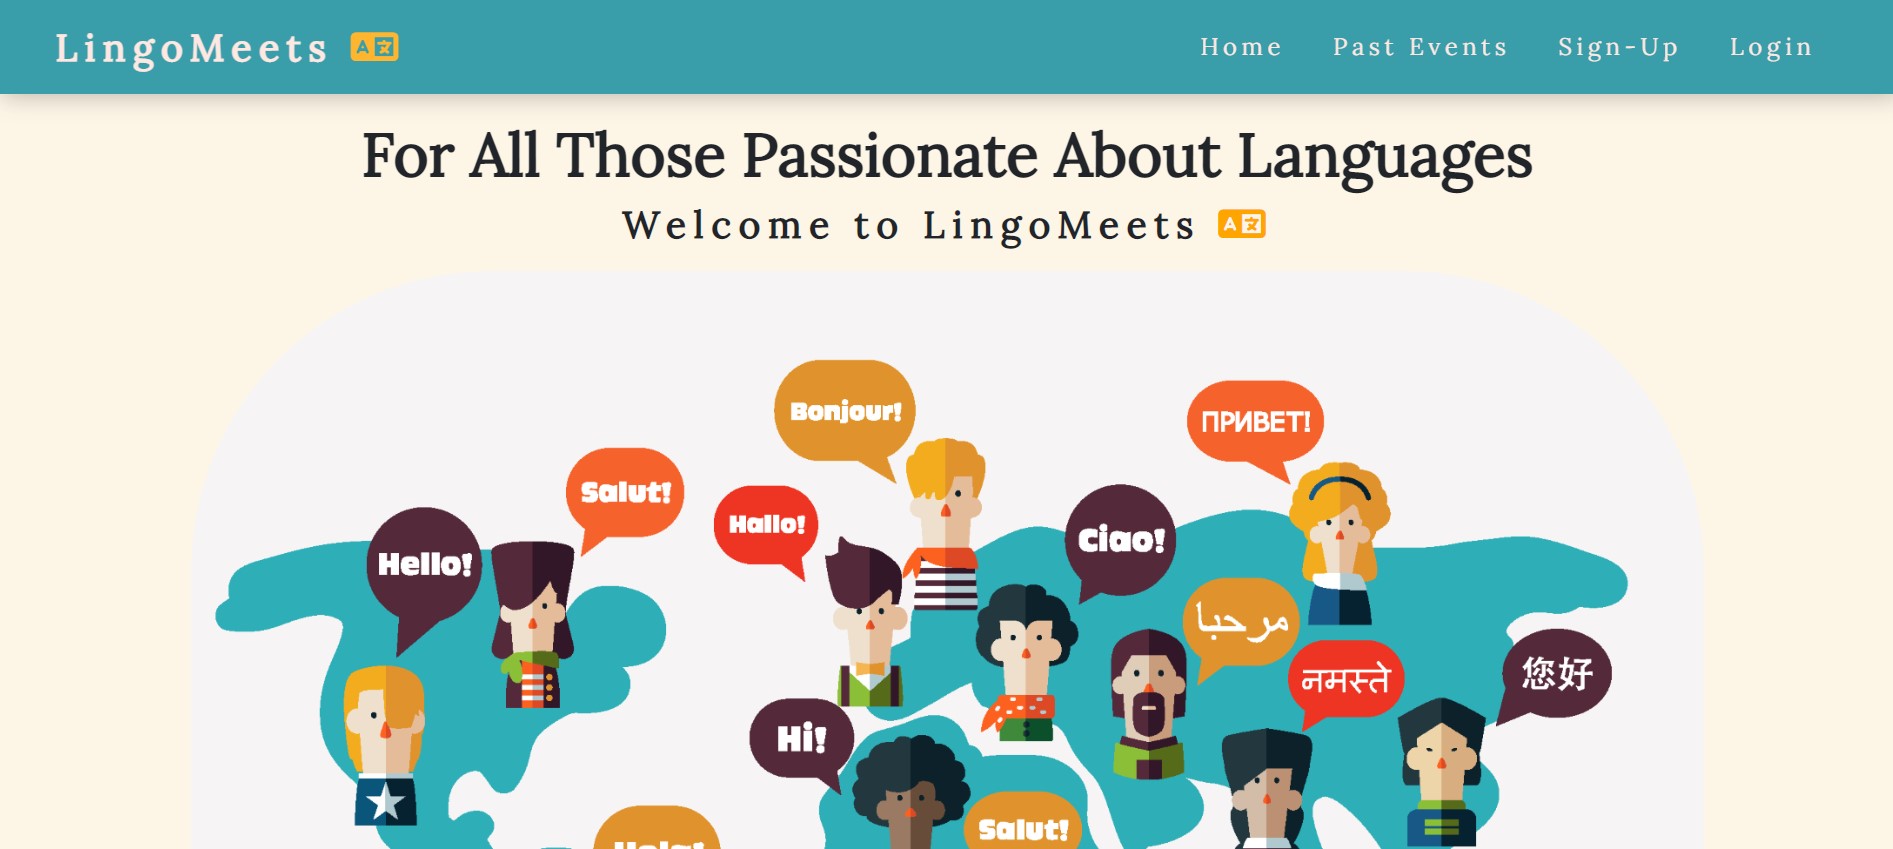 LingoMeets
Home Past Events Sign-Up Login
For All Those Passionate About Languages
Welcome to LingoMeets
Bonjour!
ПРИВЕТ!
Salut!
Hallo!
Ciao!
Hello!
مرحبا
नमस्ते
您好
Hi!
Salut!